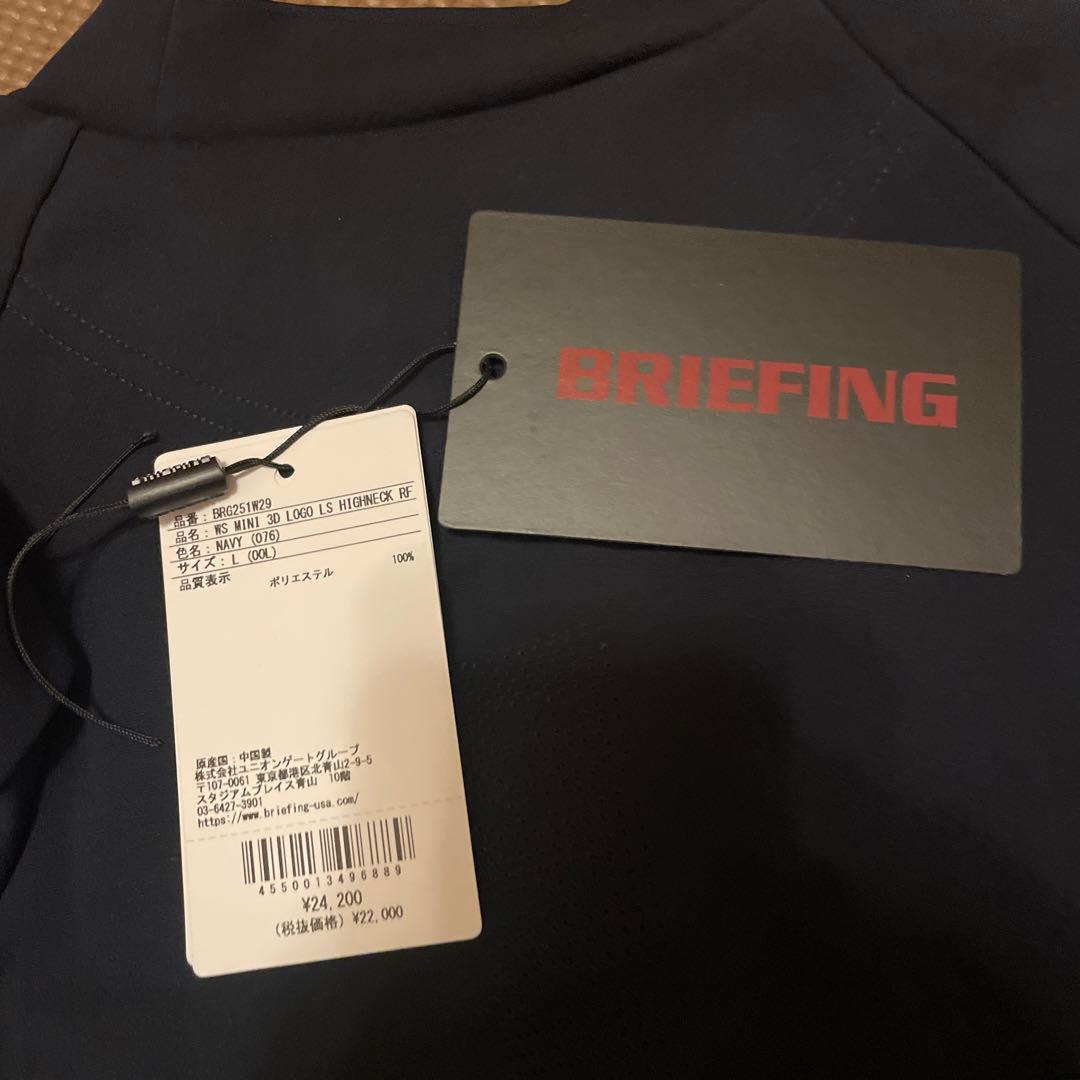 BRIEFING
品番：BRG251W29
品名：WS MINI 3D LOGO LS HIGHNECK RF
色名：NAVY (076)
サイズ：L (OOL)
品質表示 ポリエステル 100%
原産国：中国製
株式会社ユニオンゲートグループ
〒107-0061 東京都港区北青山2-9-5
スタジアムプレイス青山 10階
03-6427-3901
https://www.briefing-usa.com/
4550013496889
¥24,200
(税抜価格) ¥22,000